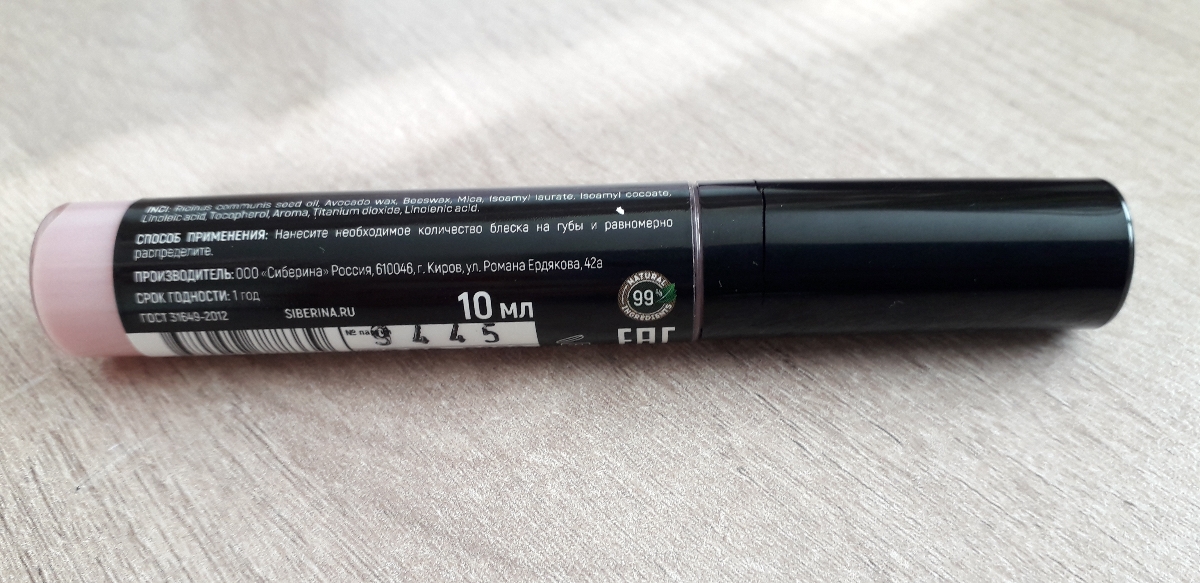 INCI: Ricinus communis seed oil, Avocado wax, Beeswax, Mica, Isoamyl laurate, Isoamyl cocoate,
Linoleic acid, Tocopherol, Aroma, Titanium dioxide, Linolenic acid.
СПОСОБ ПРИМЕНЕНИЯ: Нанесите необходимое количество блеска на губы и равномерно
распределите.
ПРОИЗВОДИТЕЛЬ: ООО «Сиберина» Россия, 610046, г. Киров, ул. Романа Ердякова, 42а
СРОК ГОДНОСТИ: 1 год
ГОСТ 31649-2012 SIBERINA.RU 10 мл
NATURAL
99%
INGREDIENTS
№ 9445
EAC